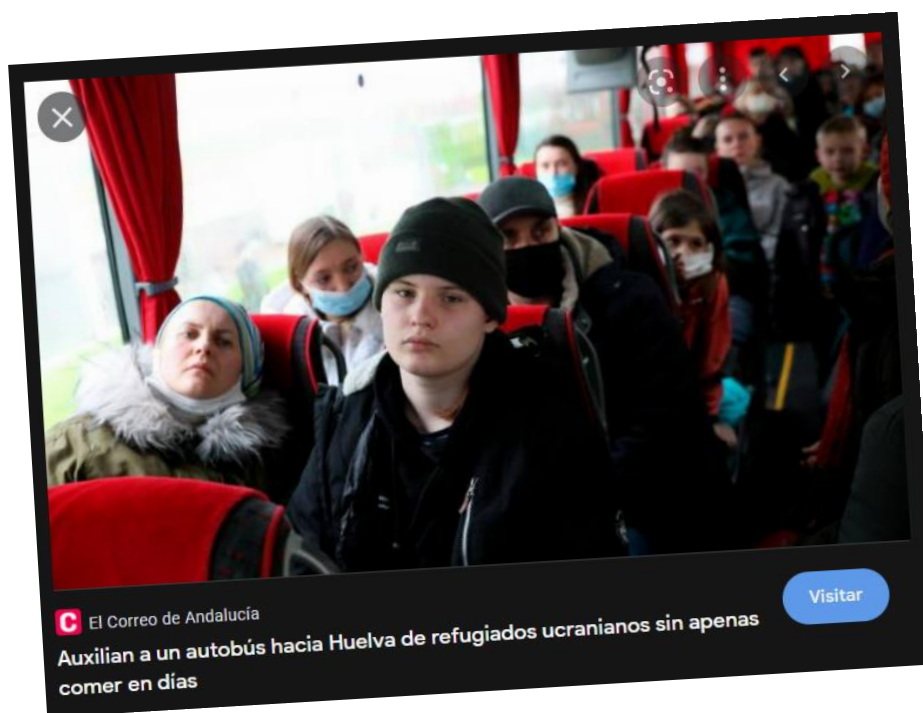 C
El Correo de Andalucía
Visitar
Auxilian a un autobús hacia Huelva de refugiados ucranianos sin apenas
comer en días